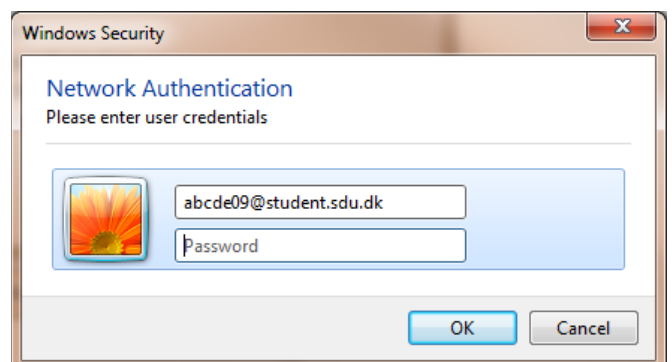 Windows Security
Network Authentication
Please enter user credentials
abcde09@student.sdu.dk
Password
OK Cancel